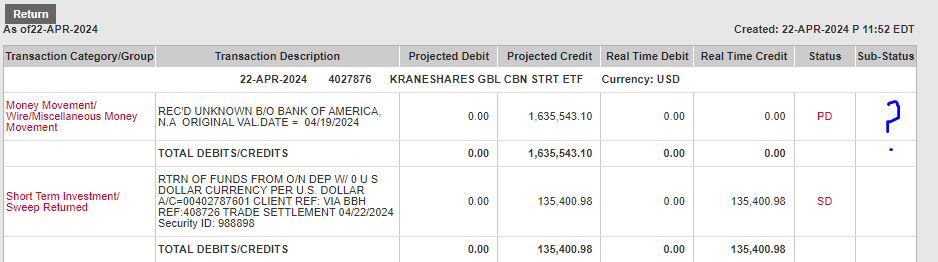 Return
As of22-APR-2024 Created: 22-APR-2024 P 11:52 EDT
Transaction Category/Group Transaction Description Projected Debit Projected Credit Real Time Debit Real Time Credit Status Sub-Status
22-APR-2024 4027876 KRANESHARES GBL CBN STRT ETF Currency: USD
Money Movement/
Wire/Miscellaneous Money
Movement
REC'D UNKNOWN B/O BANK OF AMERICA,
N.A ORIGINAL VAL.DATE = 04/19/2024
0.00 1,635,543.10 0.00 0.00 PD ?
TOTAL DEBITS/CREDITS 0.00 1,635,543.10 0.00 0.00
Short Term Investment/
Sweep Returned
RTRN OF FUNDS FROM O/N DEP W/ 0 U S
DOLLAR CURRENCY PER U.S. DOLLAR
A/C=00402787601 CLIENT REF: VIA BBH
REF:408726 TRADE SETTLEMENT 04/22/2024
Security ID: 988898
0.00 135,400.98 0.00 135,400.98 SD
TOTAL DEBITS/CREDITS 0.00 135,400.98 0.00 135,400.98